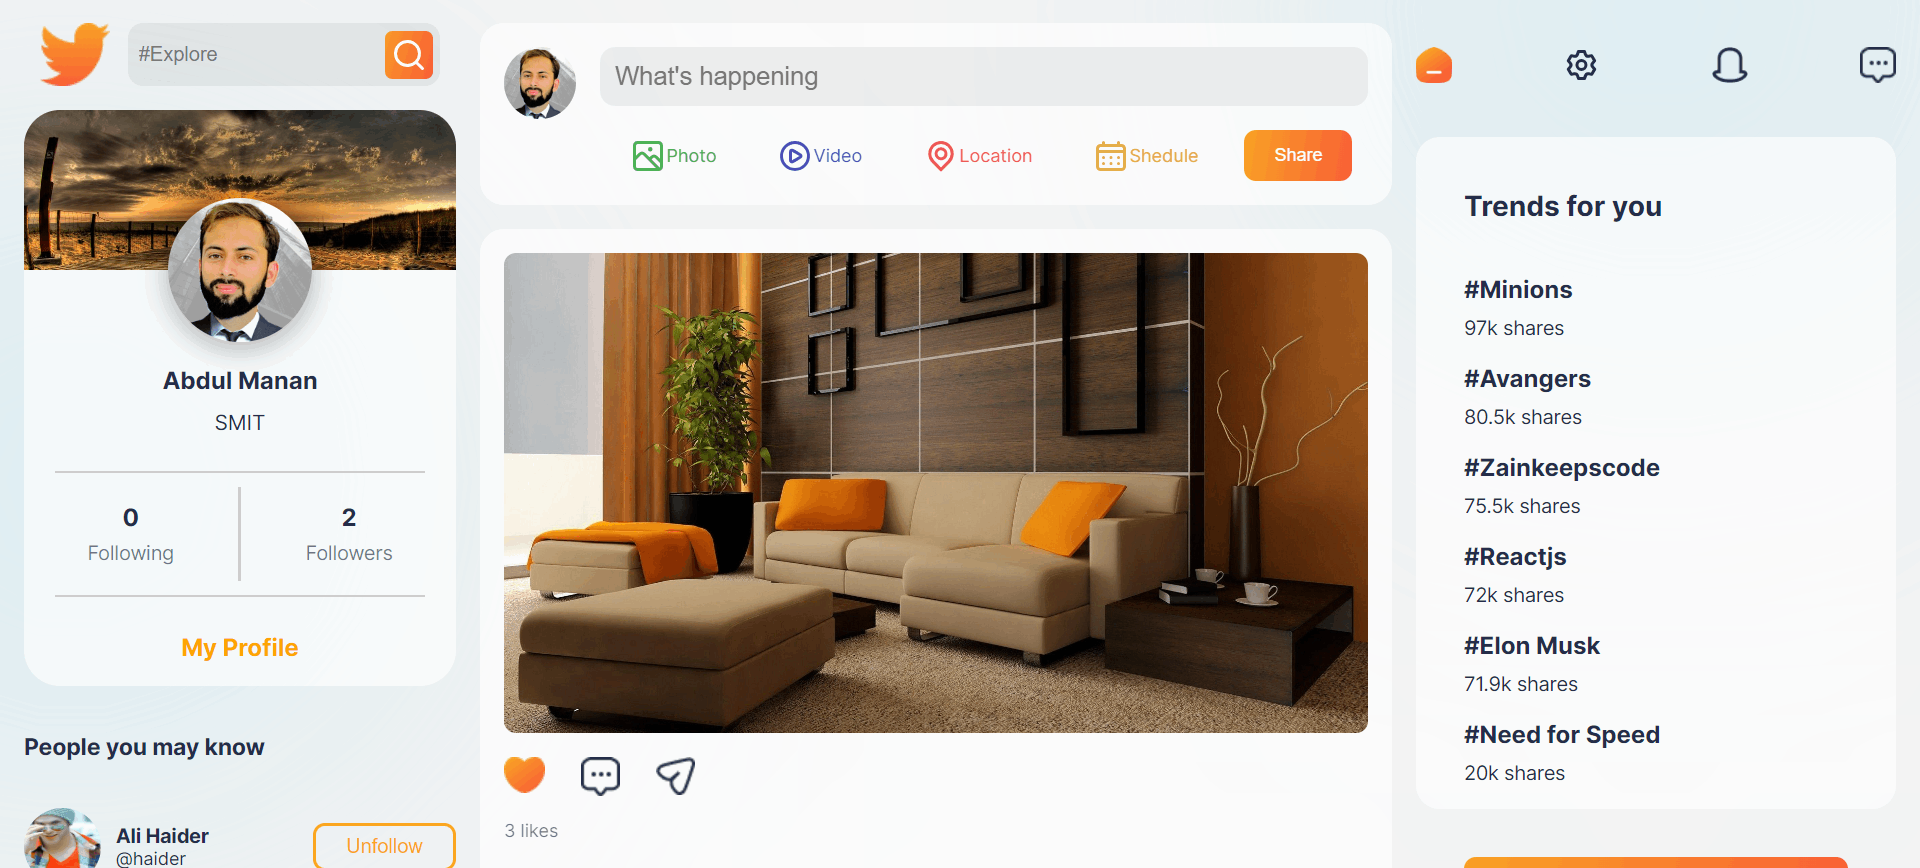 #Explore
Abdul Manan
SMIT
0
Following
2
Followers
My Profile
People you may know
Ali Haider
@haider
Unfollow
What's happening
Photo
Video
Location
Shedule
Share
3 likes
Trends for you
#Minions
97k shares
#Avangers
80.5k shares
#Zainkeepscode
75.5k shares
#Reactjs
72k shares
#Elon Musk
71.9k shares
#Need for Speed
20k shares